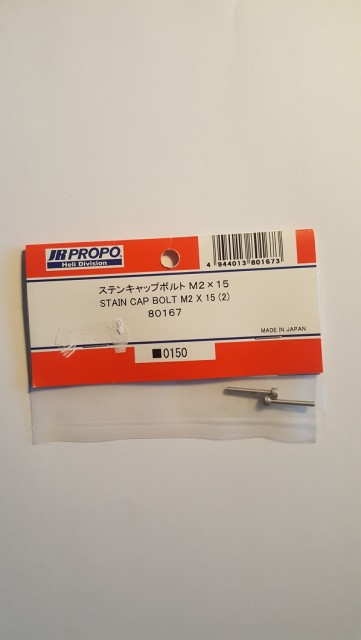 JR PROPO
Heli Division
4 944013 801673
ステンキャップボルト M2×15
STAIN CAP BOLT M2 X 15 (2)
80167
MADE IN JAPAN
■0150